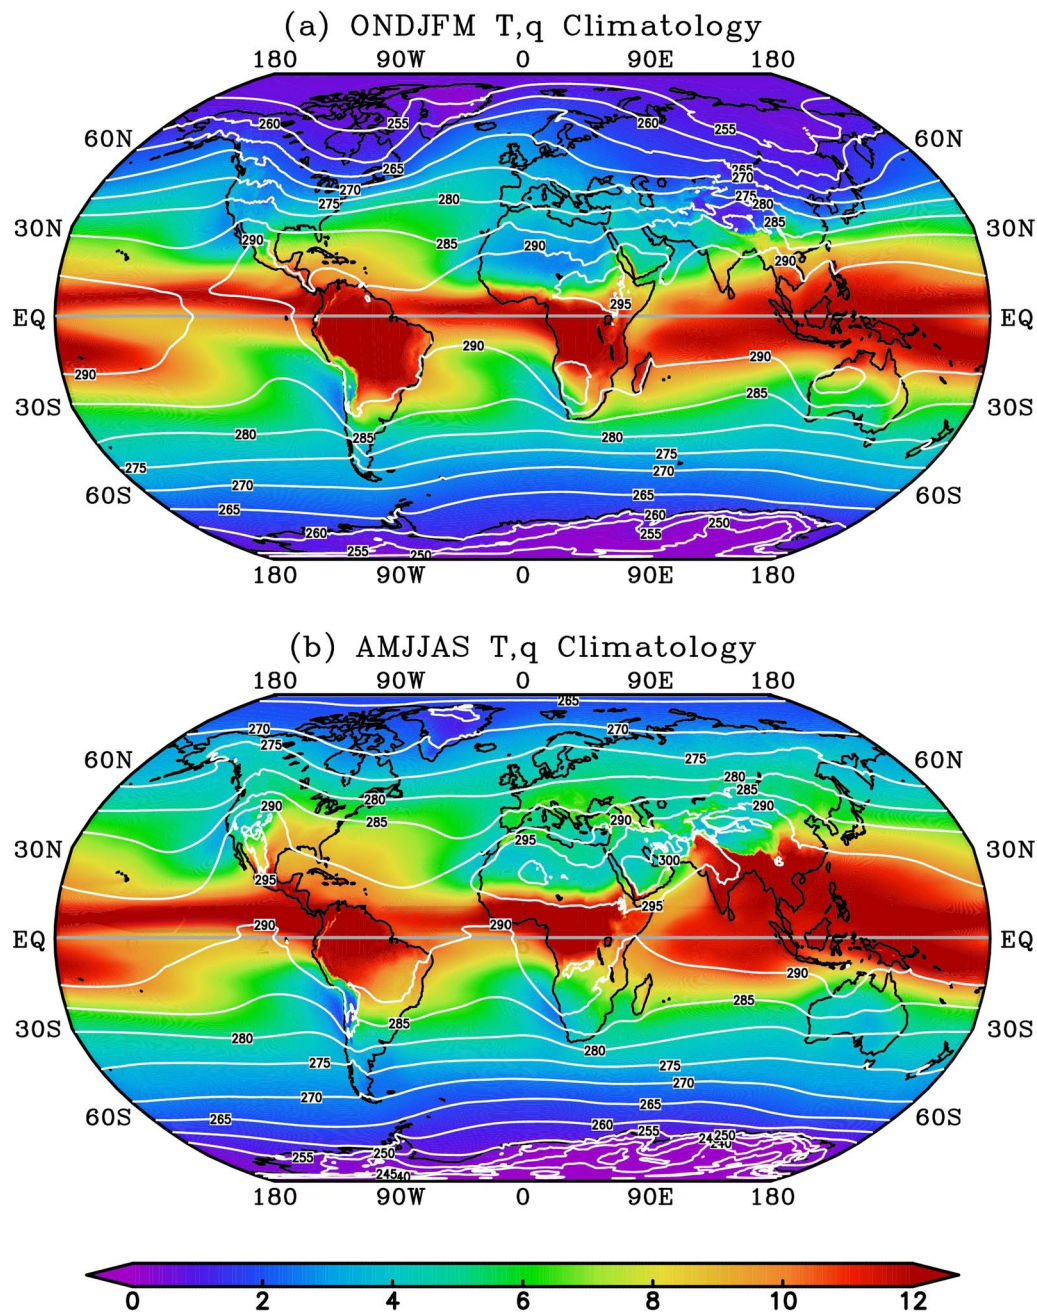 (a) ONDJFM T,q Climatology
180 90W 0 90E 180
60N 260 255 260 255 60N
265 265
270 270
275 275
280 280
30N 290 285 290 285 30N
290
295
EQ EQ
290 290 290
285
30S 30S
280 285 280
275 275
270 270
60S 265 265 60S
260 260 250
255 250 255
180 90W 0 90E 180
(b) AMJJAS T,q Climatology
180 90W 0 90E 180
265
270 270
60N 275 275 60N
280 280
285
290 285 290 290
30N 295 300 30N
295 295
290 290
EQ EQ
290
285 285
30S 280 280 30S
275 275
270 270
60S 265 265 60S
260 255 250
255 250
245
180 90W 0 90E 180
0 2 4 6 8 10 12